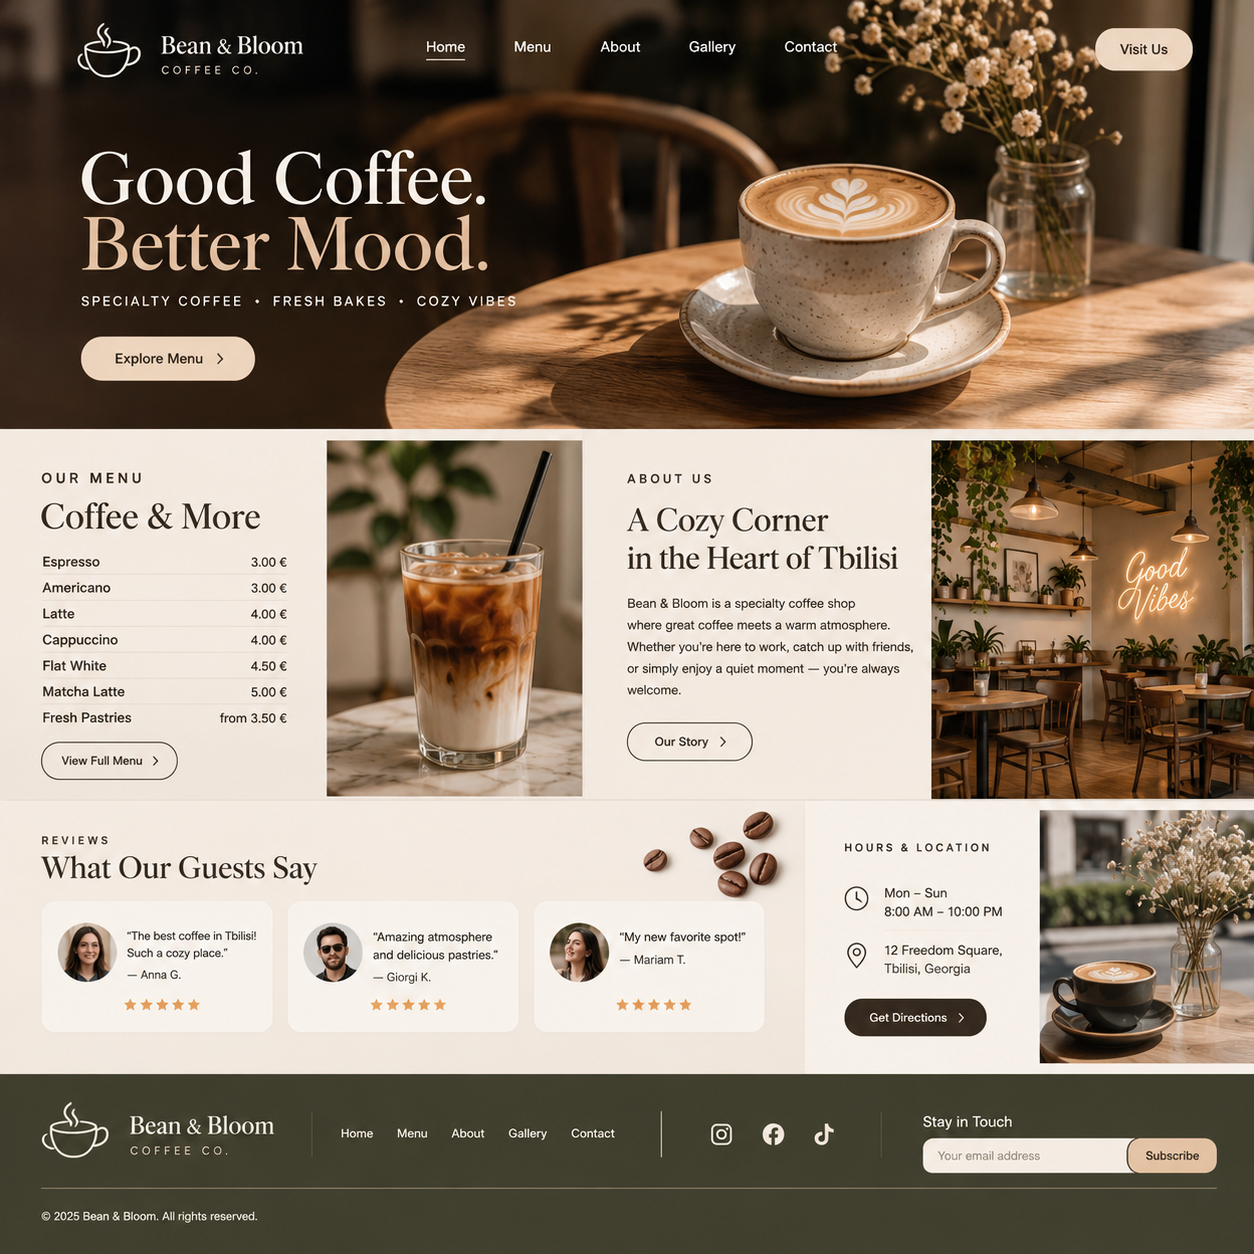 Bean & Bloom
COFFEE CO.
Home Menu About Gallery Contact
Visit Us
Good Coffee.
Better Mood.
SPECIALTY COFFEE • FRESH BAKES • COZY VIBES
Explore Menu
OUR MENU
Coffee & More
Espresso 3.00 €
Americano 3.00 €
Latte 4.00 €
Cappuccino 4.00 €
Flat White 4.50 €
Matcha Latte 5.00 €
Fresh Pastries from 3.50 €
View Full Menu
ABOUT US
A Cozy Corner
in the Heart of Tbilisi
Bean & Bloom is a specialty coffee shop
where great coffee meets a warm atmosphere.
Whether you're here to work, catch up with friends,
or simply enjoy a quiet moment — you're always
welcome.
Our Story
Good
Vibes
REVIEWS
What Our Guests Say
“The best coffee in Tbilisi!
Such a cozy place.”
— Anna G.
“Amazing atmosphere
and delicious pastries.”
— Giorgi K.
“My new favorite spot!”
— Mariam T.
HOURS & LOCATION
Mon – Sun
8:00 AM – 10:00 PM
12 Freedom Square,
Tbilisi, Georgia
Get Directions
Bean & Bloom
COFFEE CO.
Home Menu About Gallery Contact
Stay in Touch
Your email address
Subscribe
© 2025 Bean & Bloom. All rights reserved.